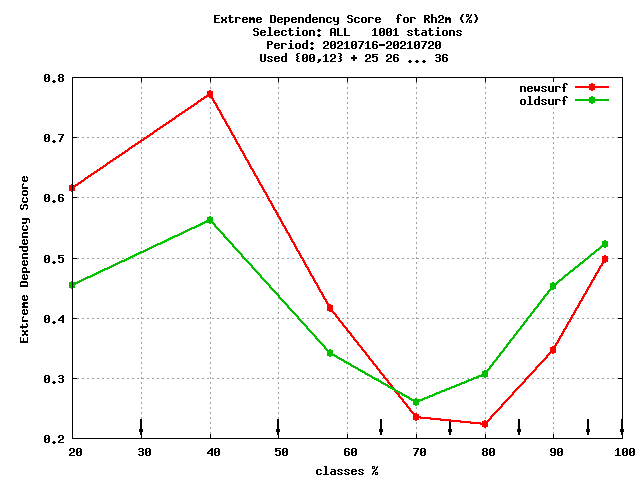 Extreme Dependency Score  for Rh2m (%)
Selection: ALL   1001 stations
Period: 20210716-20210720
Used {00,12} + 25 26 ... 36
newsurf
oldsurf
Extreme Dependency Score
0.8
0.7
0.6
0.5
0.4
0.3
0.2
20 30 40 50 60 70 80 90 100
classes %